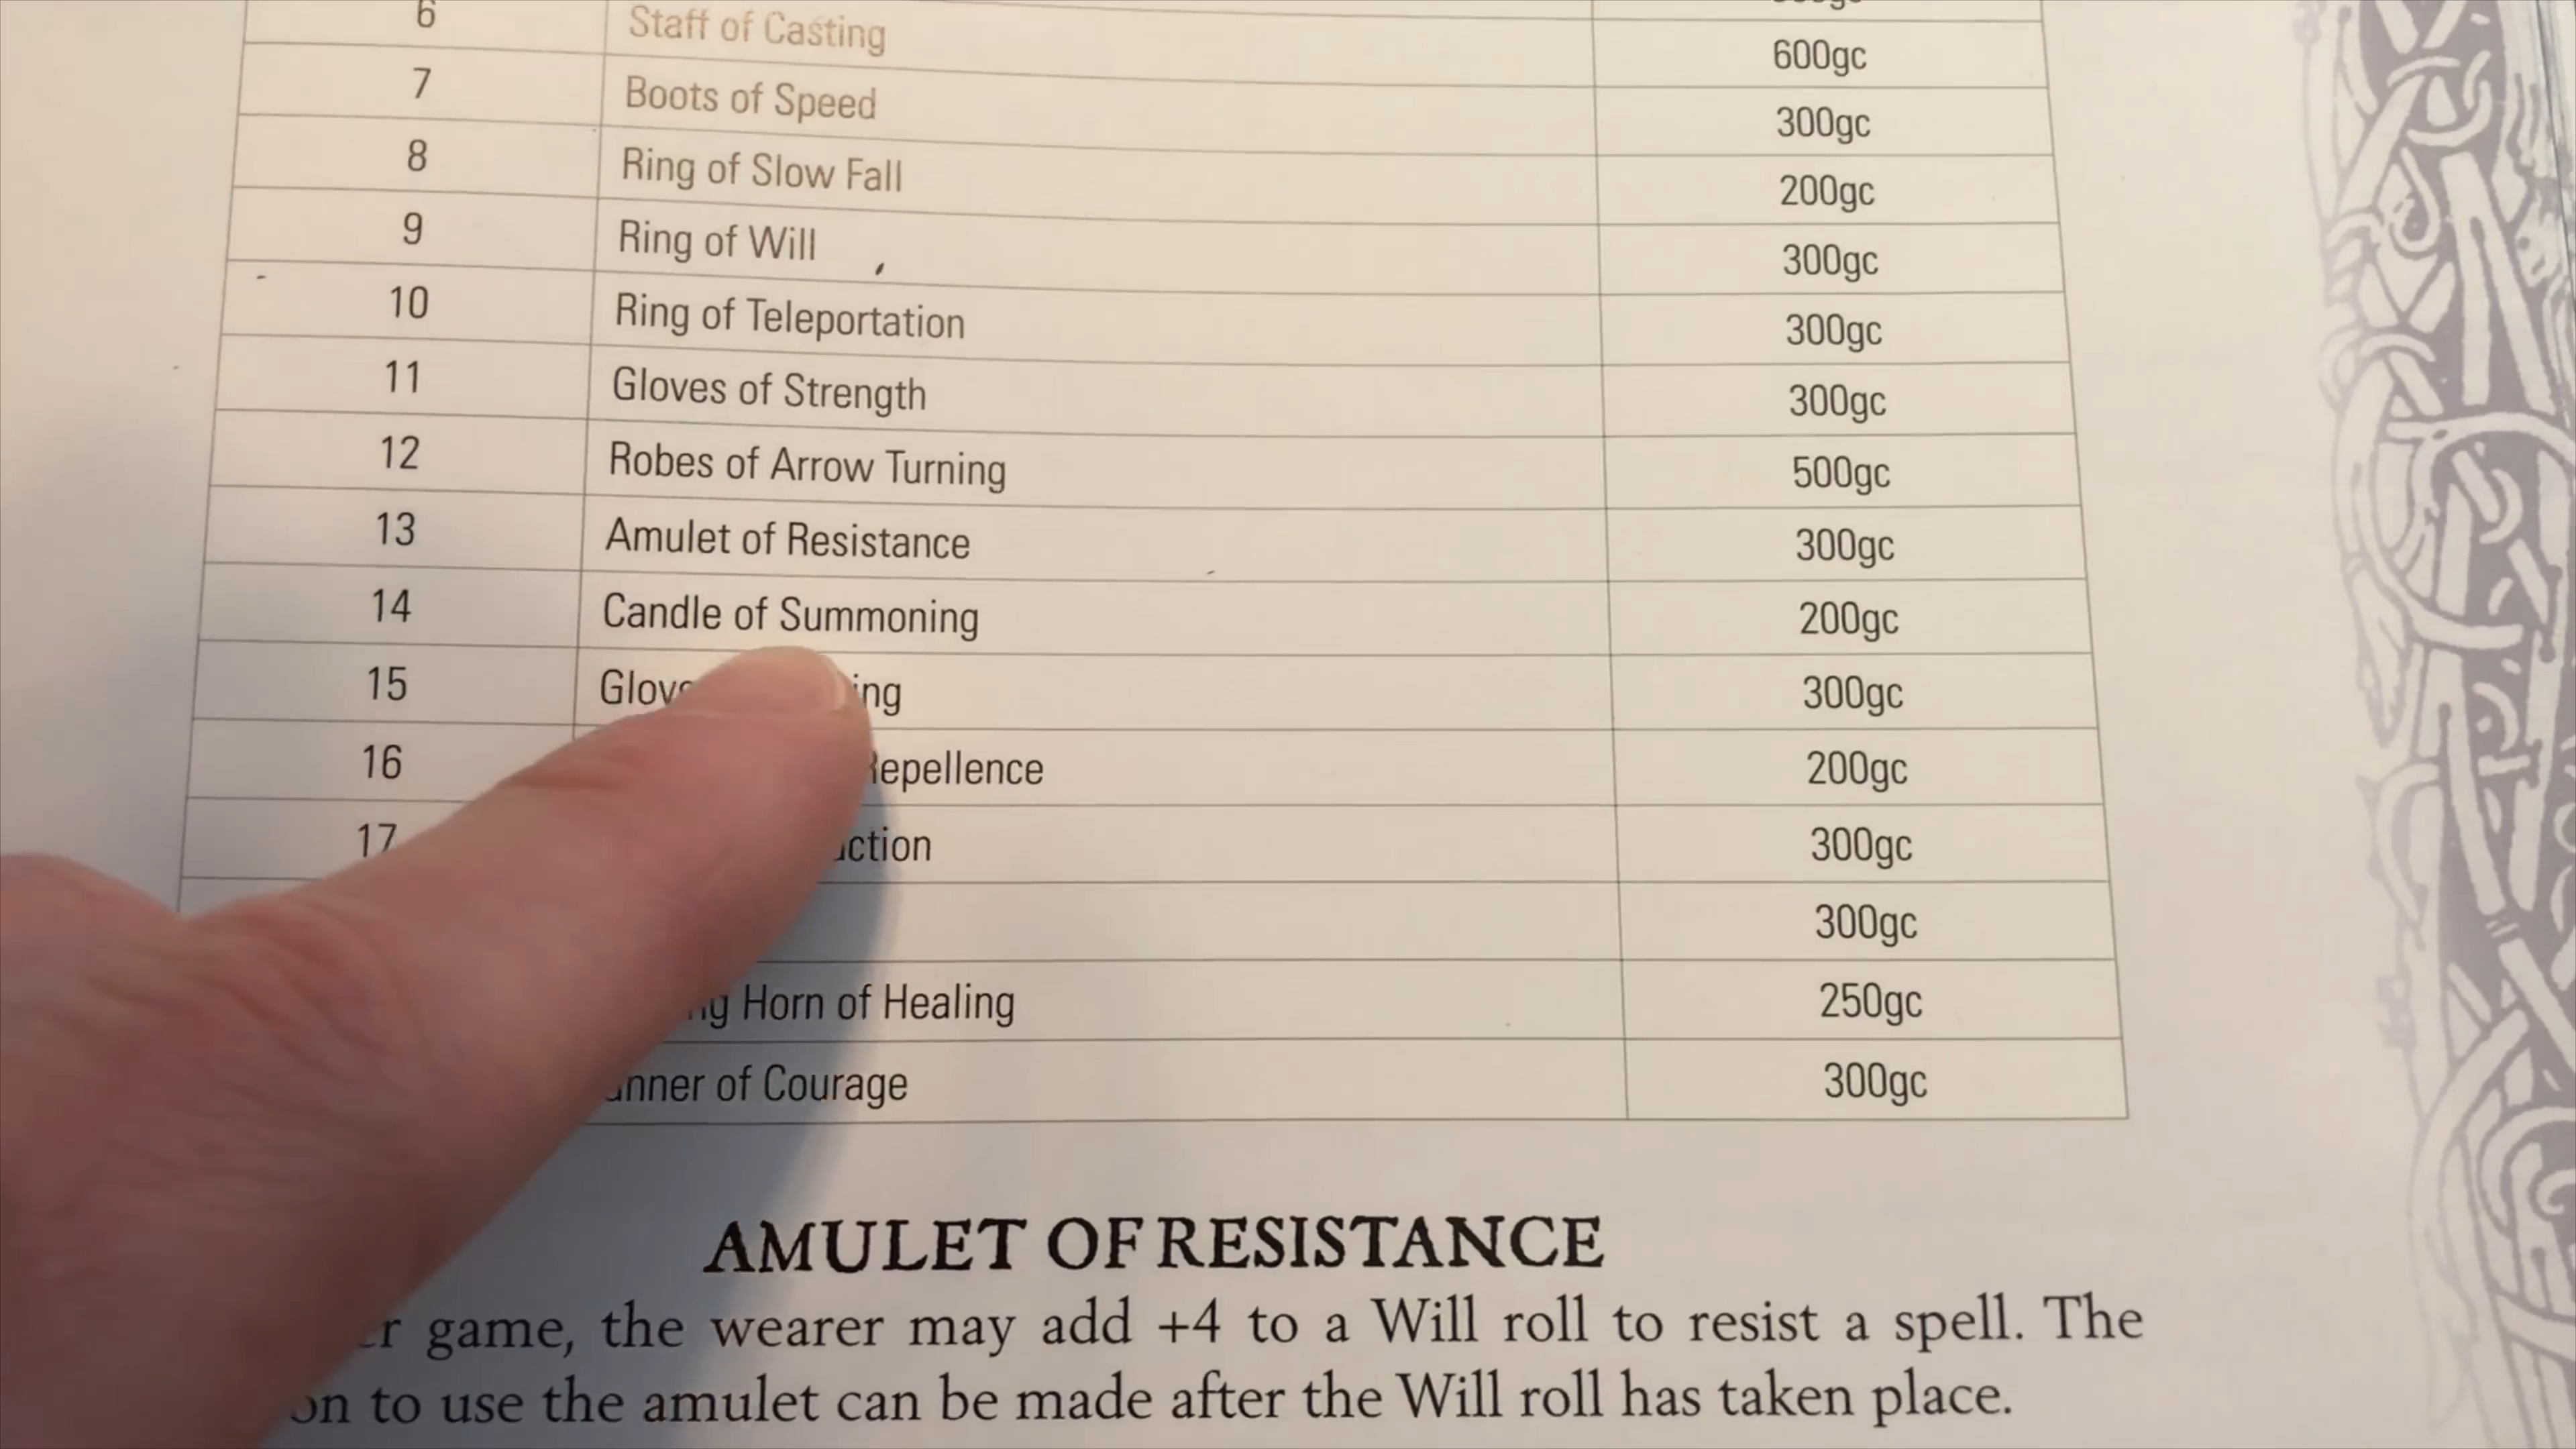 6 Staff of Casting 600gc
7 Boots of Speed 300gc
8 Ring of Slow Fall 200gc
9 Ring of Will 300gc
10 Ring of Teleportation 300gc
11 Gloves of Strength 300gc
12 Robes of Arrow Turning 500gc
13 Amulet of Resistance 300gc
14 Candle of Summoning 200gc
15 300gc
16 Repellence 200gc
17 300gc
300gc
Horn of Healing 250gc
of Courage 300gc
AMULET OF RESISTANCE
game, the wearer may add +4 to a Will roll to resist a spell. The
to use the amulet can be made after the Will roll has taken place.